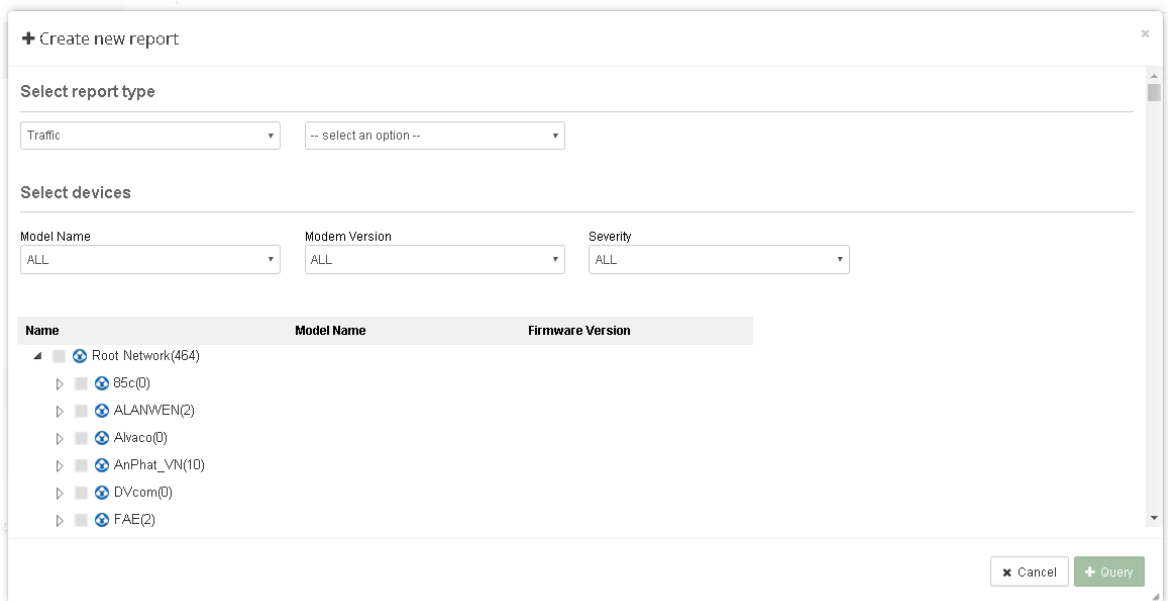 Create new report
Select report type
Traffic -- select an option --
Select devices
Model Name Modem Version Severity
ALL ALL ALL
Name Model Name Firmware Version
Root Network(464)
85c(0)
ALANWEN(2)
Alvaco(0)
AnPhat_VN(10)
DVcom(0)
FAE(2)
Cancel Query